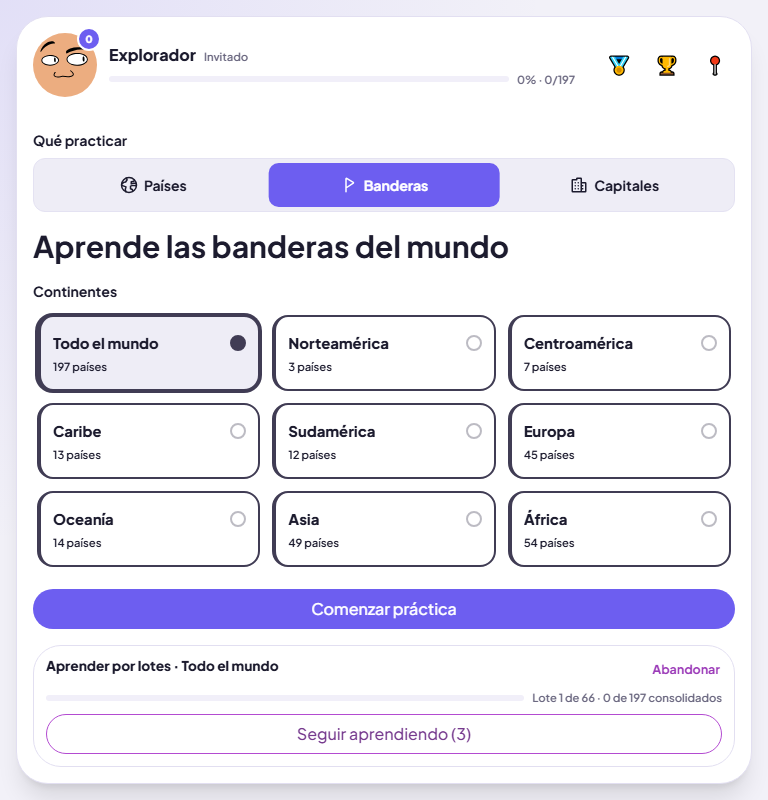 0
Explorador Invitado
0% · 0/197
Qué practicar
Países
Banderas
Capitales
Aprende las banderas del mundo
Continentes
Todo el mundo
197 países
Norteamérica
3 países
Centroamérica
7 países
Caribe
13 países
Sudamérica
12 países
Europa
45 países
Oceanía
14 países
Asia
49 países
África
54 países
Comenzar práctica
Aprender por lotes · Todo el mundo
Abandonar
Lote 1 de 66 · 0 de 197 consolidados
Seguir aprendiendo (3)